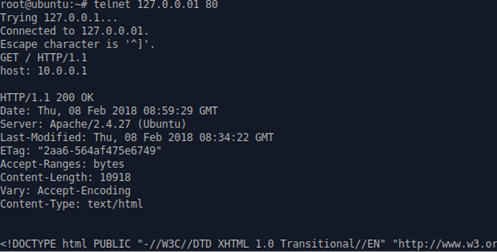 root@ubuntu:~# telnet 127.0.0.01 80
Trying 127.0.0.1...
Connected to 127.0.0.01.
Escape character is '^]'.
GET / HTTP/1.1
host: 10.0.0.1
HTTP/1.1 200 OK
Date: Thu, 08 Feb 2018 08:59:29 GMT
Server: Apache/2.4.27 (Ubuntu)
Last-Modified: Thu, 08 Feb 2018 08:34:22 GMT
ETag: "2aa6-564af475e6749"
Accept-Ranges: bytes
Content-Length: 10918
Vary: Accept-Encoding
Content-Type: text/html
<!DOCTYPE html PUBLIC "-//W3C//DTD XHTML 1.0 Transitional//EN" "http://www.w3.or